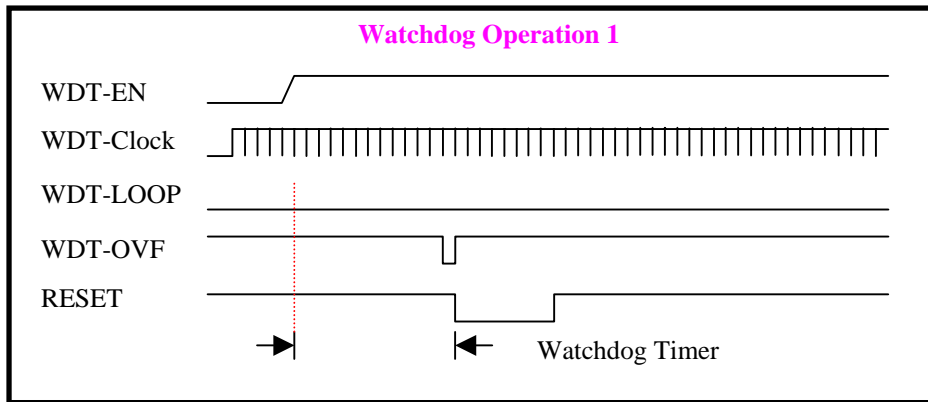 Watchdog Operation 1
WDT-EN
WDT-Clock
WDT-LOOP
WDT-OVF
RESET
Watchdog Timer